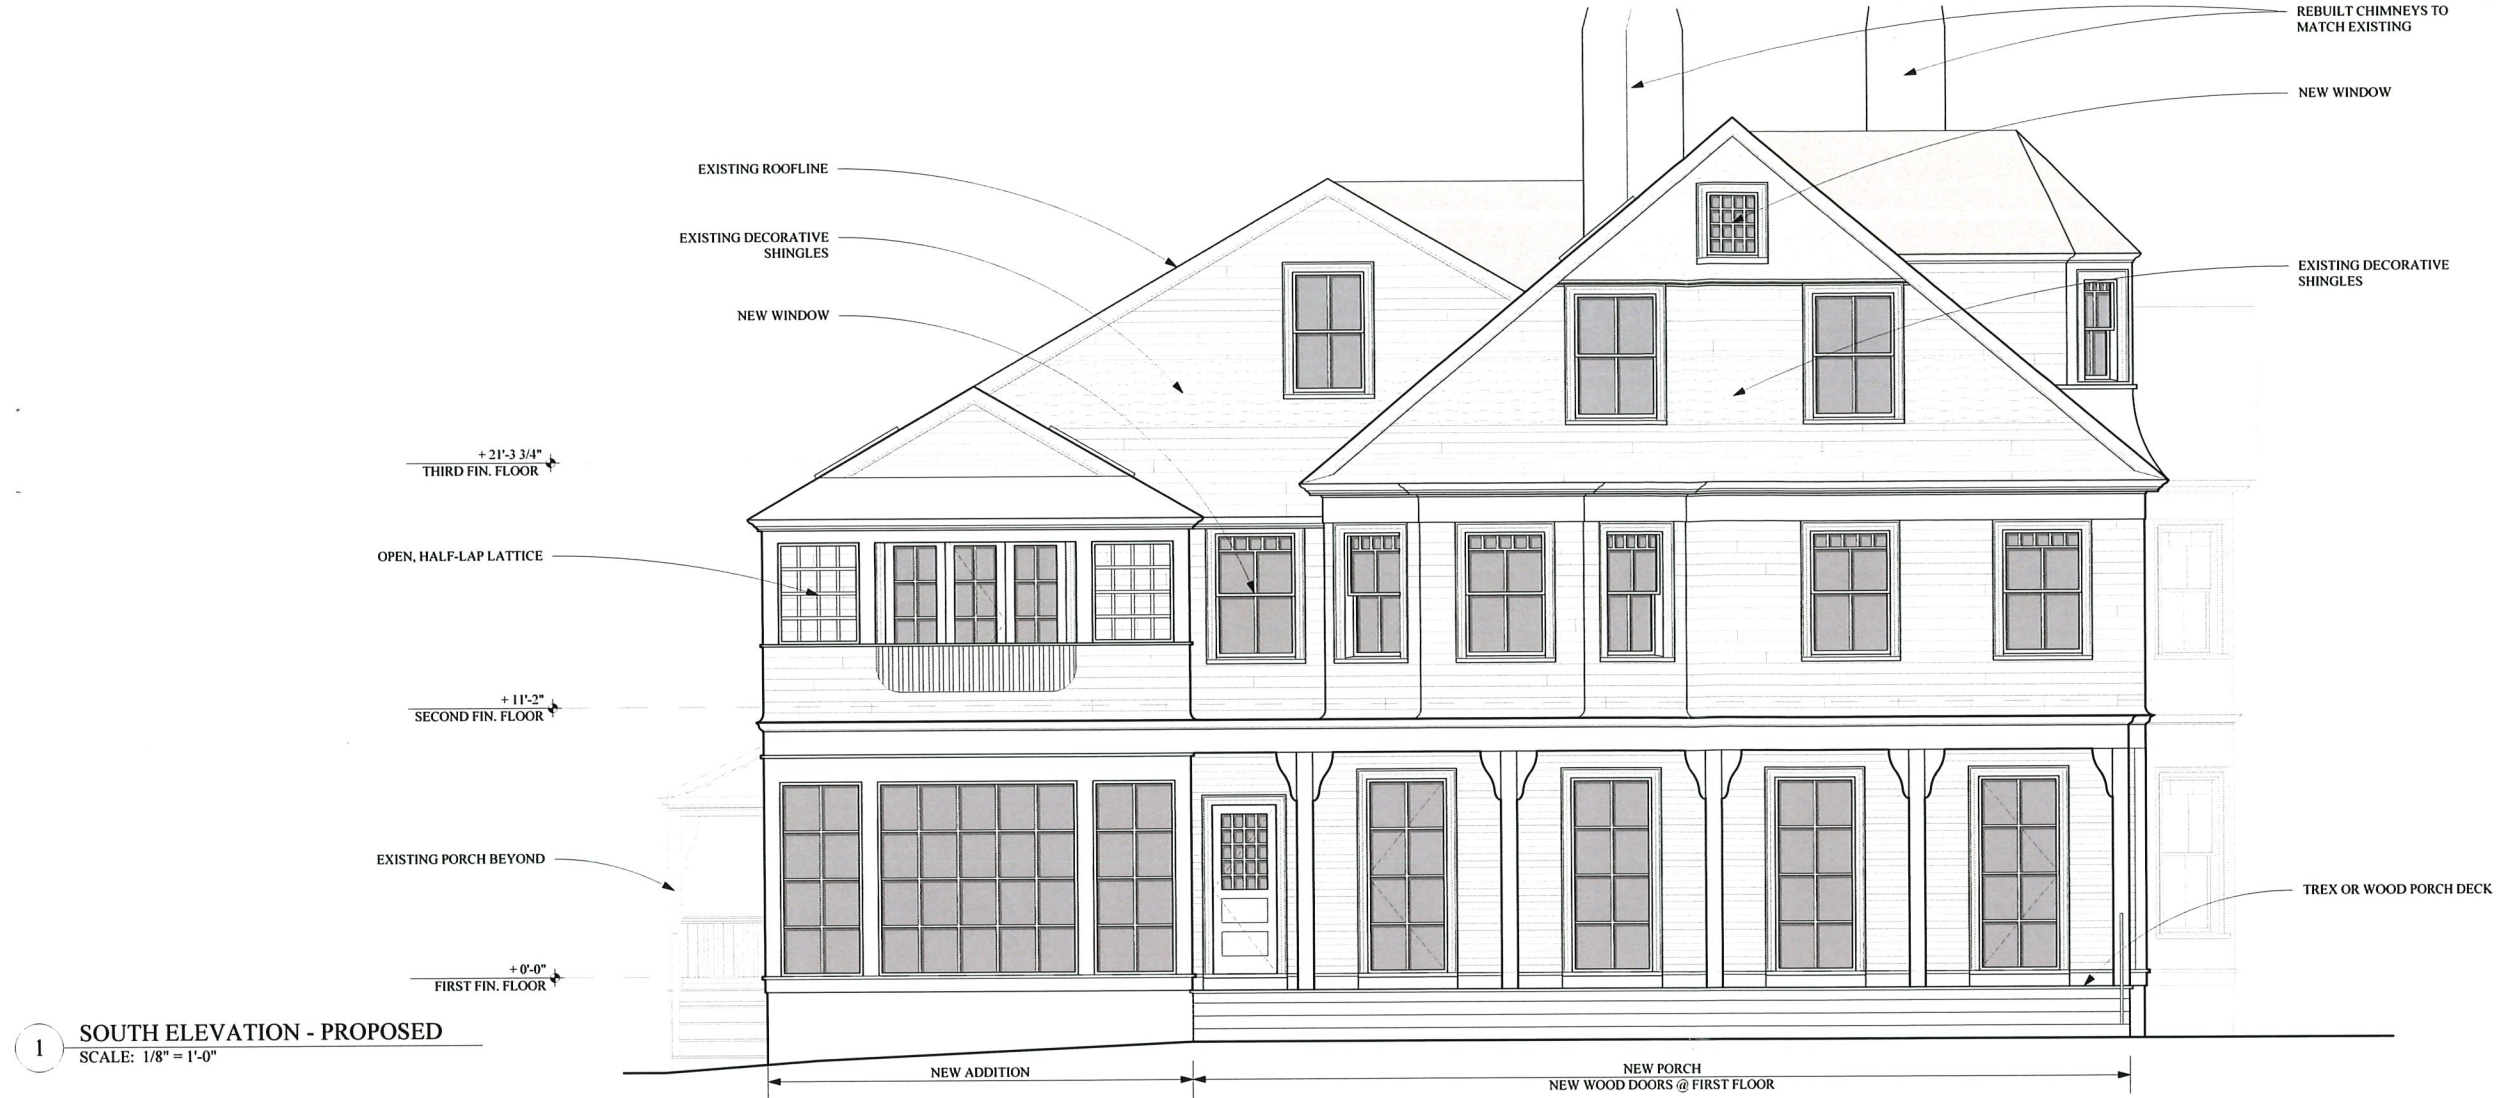 REBUILT CHIMNEYS TO
MATCH EXISTING
NEW WINDOW
EXISTING ROOFLINE
EXISTING DECORATIVE
SHINGLES
EXISTING DECORATIVE
SHINGLES
NEW WINDOW
+ 21'-3 3/4"
THIRD FIN. FLOOR
OPEN, HALF-LAP LATTICE
+ 11'-2"
SECOND FIN. FLOOR
EXISTING PORCH BEYOND
TREX OR WOOD PORCH DECK
+ 0'-0"
FIRST FIN. FLOOR
1
SOUTH ELEVATION - PROPOSED
SCALE: 1/8" = 1'-0"
NEW ADDITION
NEW PORCH
NEW WOOD DOORS @ FIRST FLOOR